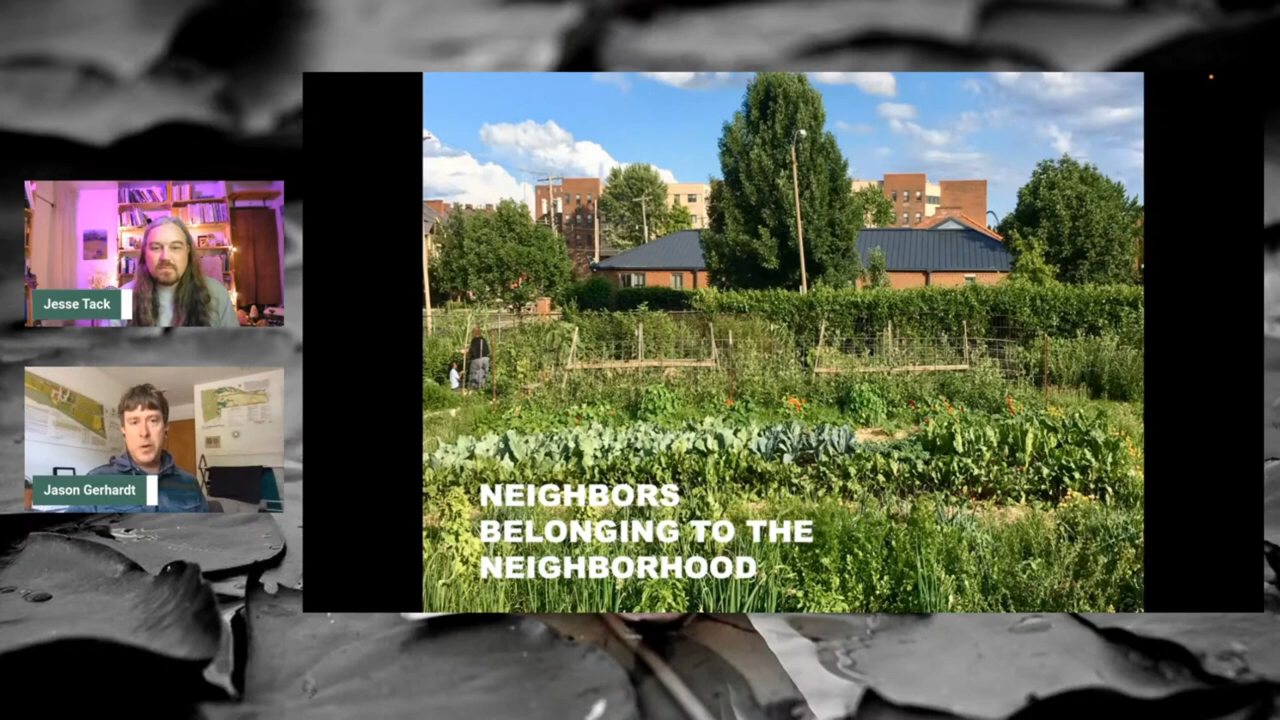 Jesse Tack
Jason Gerhardt
NEIGHBORS
BELONGING TO THE
NEIGHBORHOOD